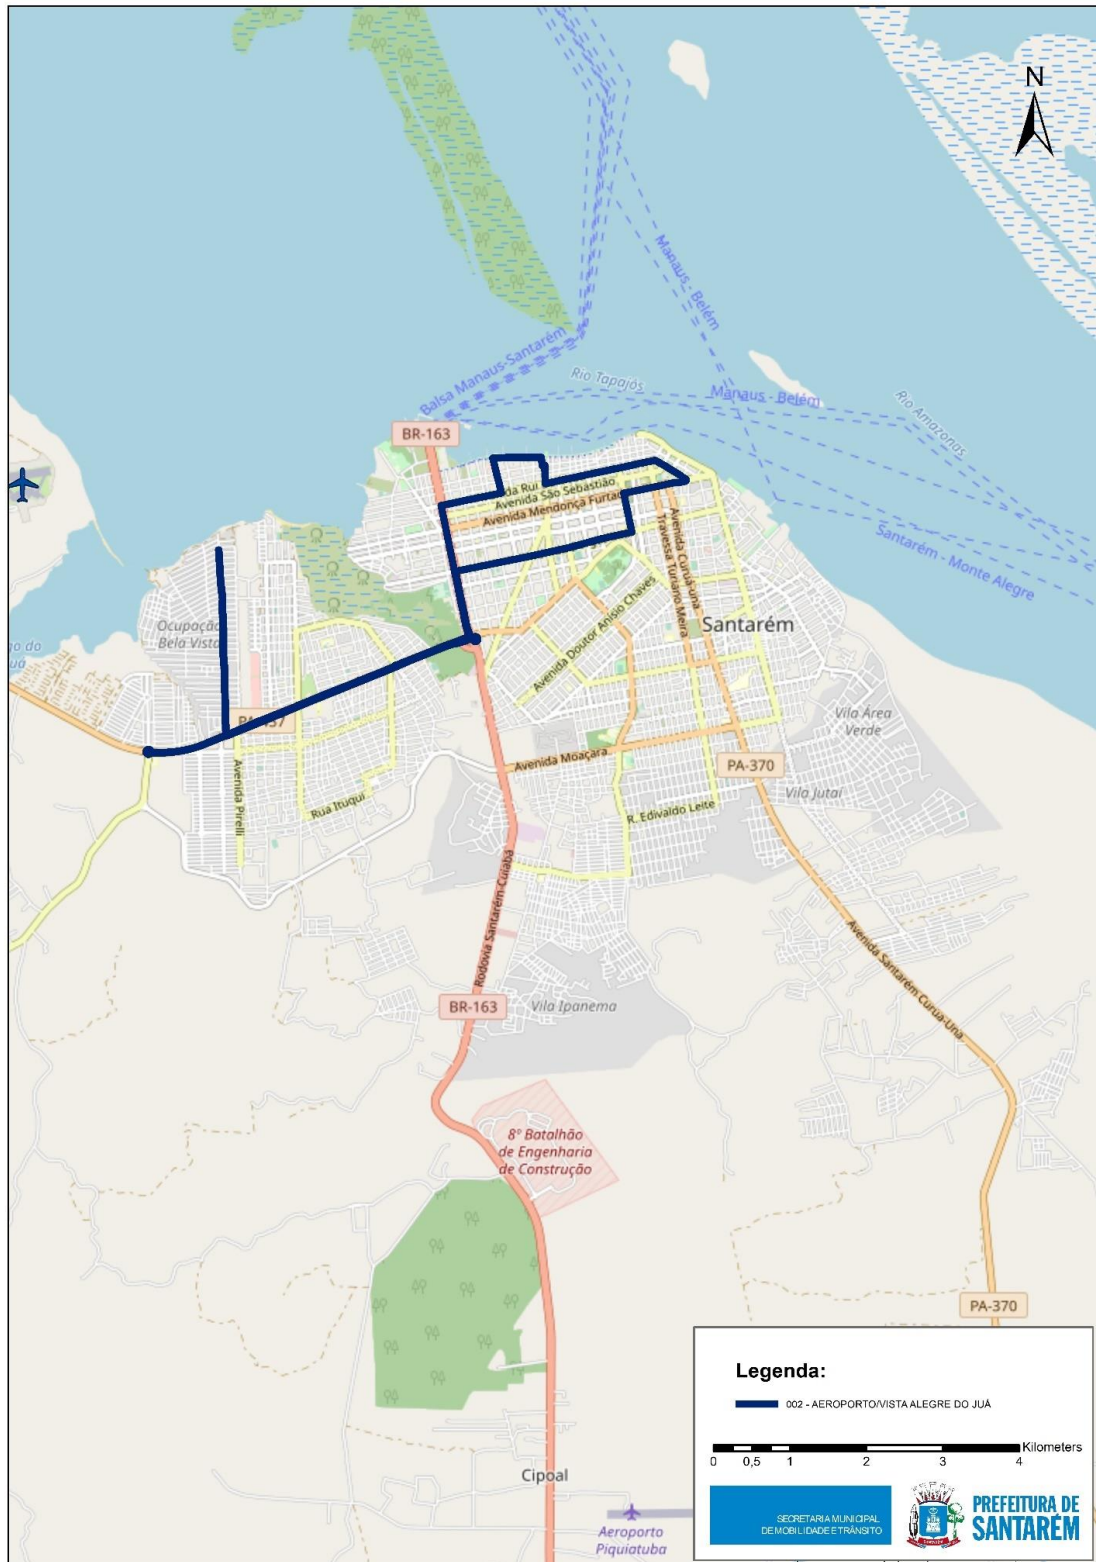 N
Manaus - Belém
Balsa Manaus-Santarém
Rio Tapajós
Manaus - Belém
Rio Amazonas
BR-163
Avenida São Sebastião
Avenida Mendonça Furtad
Santarém - Monte Alegre
Avenida Curuá-una
Travessa Turiano Meira
Ocupação
Bela Vista
Avenida Doutor Anísio Chaves
Santarém
Vila Área
Verde
Avenida Moaçara
PA-370
Avenida Pirelli
Rua Ituqui
R. Edivaldo Leite
Vila Jutaí
Rodovia Santarém-Cuiabá
Avenida Santarém Curuá-Una
BR-163
Vila Ipanema
8º Batalhão
de Engenharia
de Construção
PA-370
Cipoal
Aeroporto
Piquiatuba
Legenda:
002 - AEROPORTO/VISTA ALEGRE DO JUÁ
Kilometers
0 0,5 1 2 3 4
SECRETARIA MUNICIPAL
DE MOBILIDADE E TRÂNSITO
PREFEITURA DE
SANTARÉM